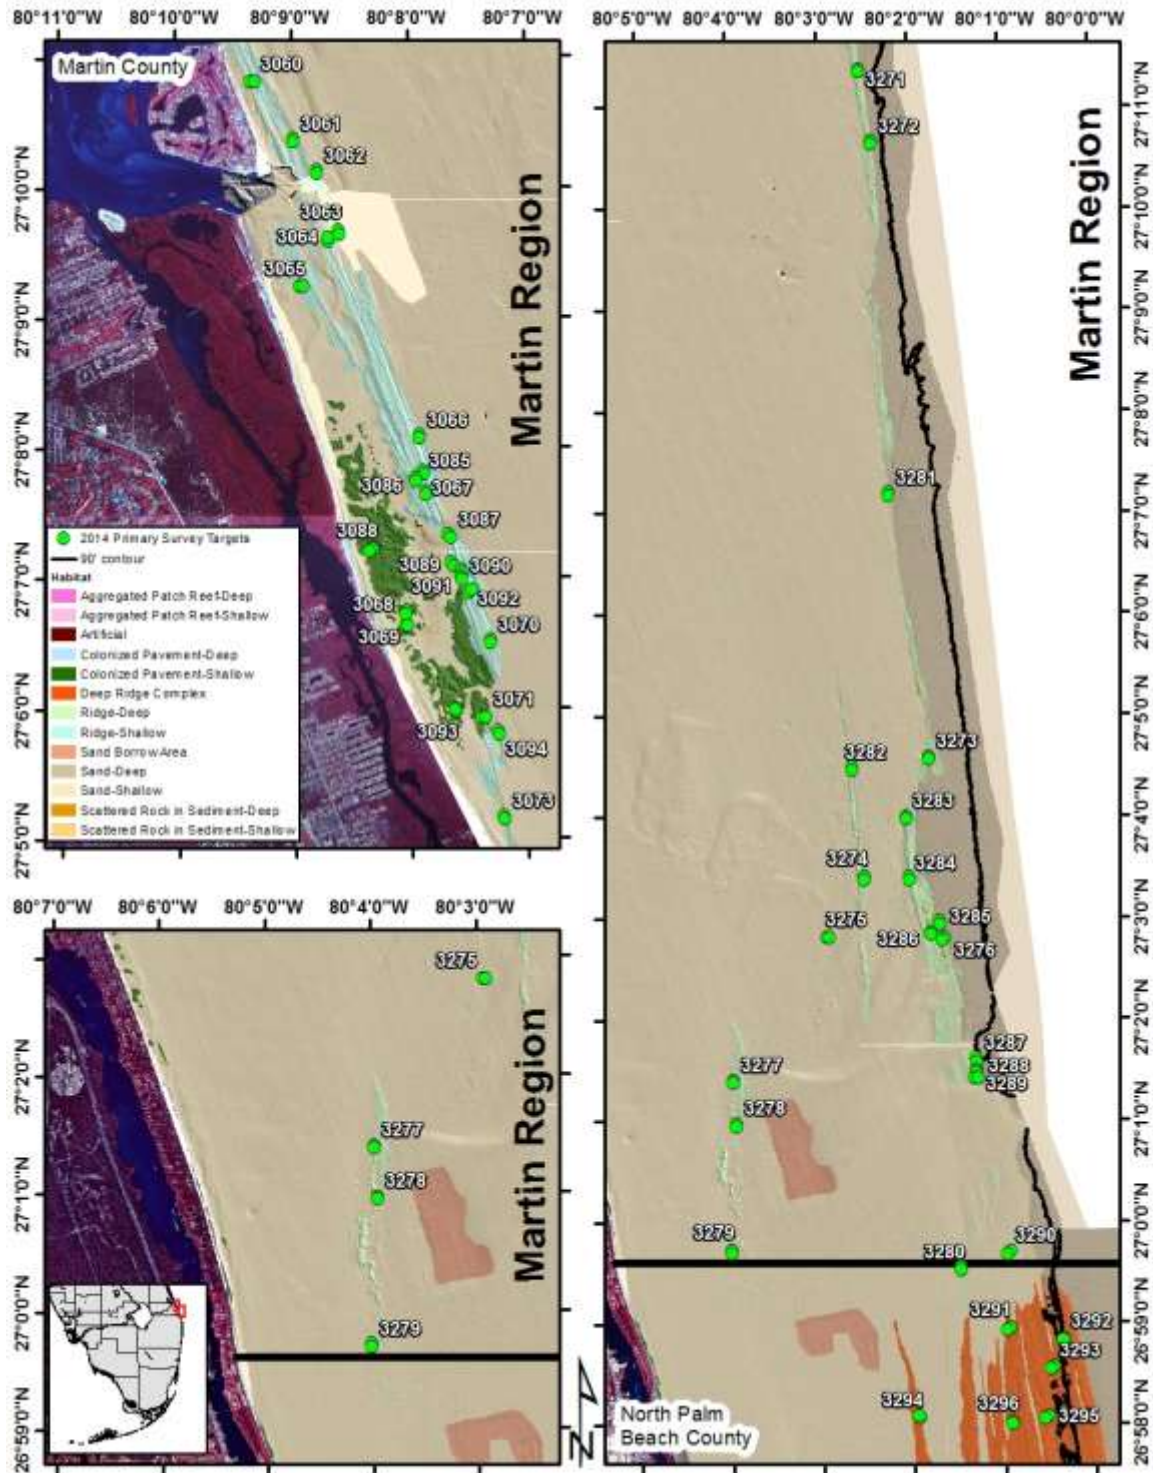 80°11'0"W 80°10'0"W 80°9'0"W 80°8'0"W 80°7'0"W
80°5'0"W 80°4'0"W 80°3'0"W 80°2'0"W 80°1'0"W 80°0'0"W
Martin County
3060
3061
3062
3063
3064
3065
3066
3085
3086
3067
3087
3088
3089
3090
3091
3092
3068
3069
3070
3071
3093
3094
3073
27°10'0"N
27°9'0"N
27°8'0"N
27°7'0"N
27°6'0"N
27°5'0"N
Martin Region
2014 Primary Survey Targets
90' contour
Habitat
Aggregated Patch Reef-Deep
Aggregated Patch Reef-Shallow
Artificial
Colonized Pavement-Deep
Colonized Pavement-Shallow
Deep Ridge Complex
Ridge-Deep
Ridge-Shallow
Sand Borrow Area
Sand-Deep
Sand-Shallow
Scattered Rock in Sediment-Deep
Scattered Rock in Sediment-Shallow
80°7'0"W 80°6'0"W 80°5'0"W 80°4'0"W 80°3'0"W
3275
3277
3278
3279
27°2'0"N
27°1'0"N
27°0'0"N
26°59'0"N
Martin Region
N
3271
3272
3281
3273
3282
3283
3274
3284
3275
3285
3286
3276
3287
3288
3289
3277
3278
3279
3290
3280
3291
3292
3293
3294
3296
3295
Martin Region
27°11'0"N
27°10'0"N
27°9'0"N
27°8'0"N
27°7'0"N
27°6'0"N
27°5'0"N
27°4'0"N
27°3'0"N
27°2'0"N
27°1'0"N
27°0'0"N
26°59'0"N
26°58'0"N
North Palm
Beach County